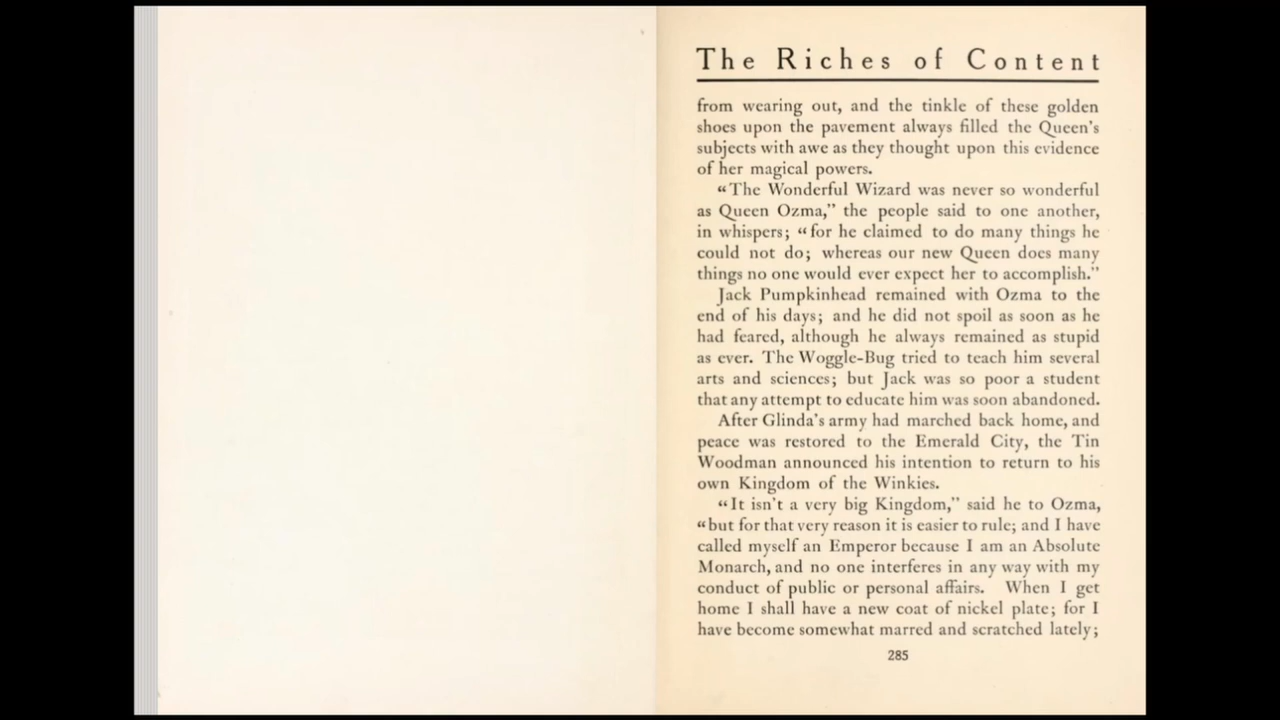 The Riches of Content
from wearing out, and the tinkle of these golden
shoes upon the pavement always filled the Queen's
subjects with awe as they thought upon this evidence
of her magical powers.
“The Wonderful Wizard was never so wonderful
as Queen Ozma,” the people said to one another,
in whispers; “for he claimed to do many things he
could not do; whereas our new Queen does many
things no one would ever expect her to accomplish.”
Jack Pumpkinhead remained with Ozma to the
end of his days; and he did not spoil as soon as he
had feared, although he always remained as stupid
as ever. The Woggle-Bug tried to teach him several
arts and sciences; but Jack was so poor a student
that any attempt to educate him was soon abandoned.
After Glinda's army had marched back home, and
peace was restored to the Emerald City, the Tin
Woodman announced his intention to return to his
own Kingdom of the Winkies.
“It isn't a very big Kingdom,” said he to Ozma,
“but for that very reason it is easier to rule; and I have
called myself an Emperor because I am an Absolute
Monarch, and no one interferes in any way with my
conduct of public or personal affairs. When I get
home I shall have a new coat of nickel plate; for I
have become somewhat marred and scratched lately;
285